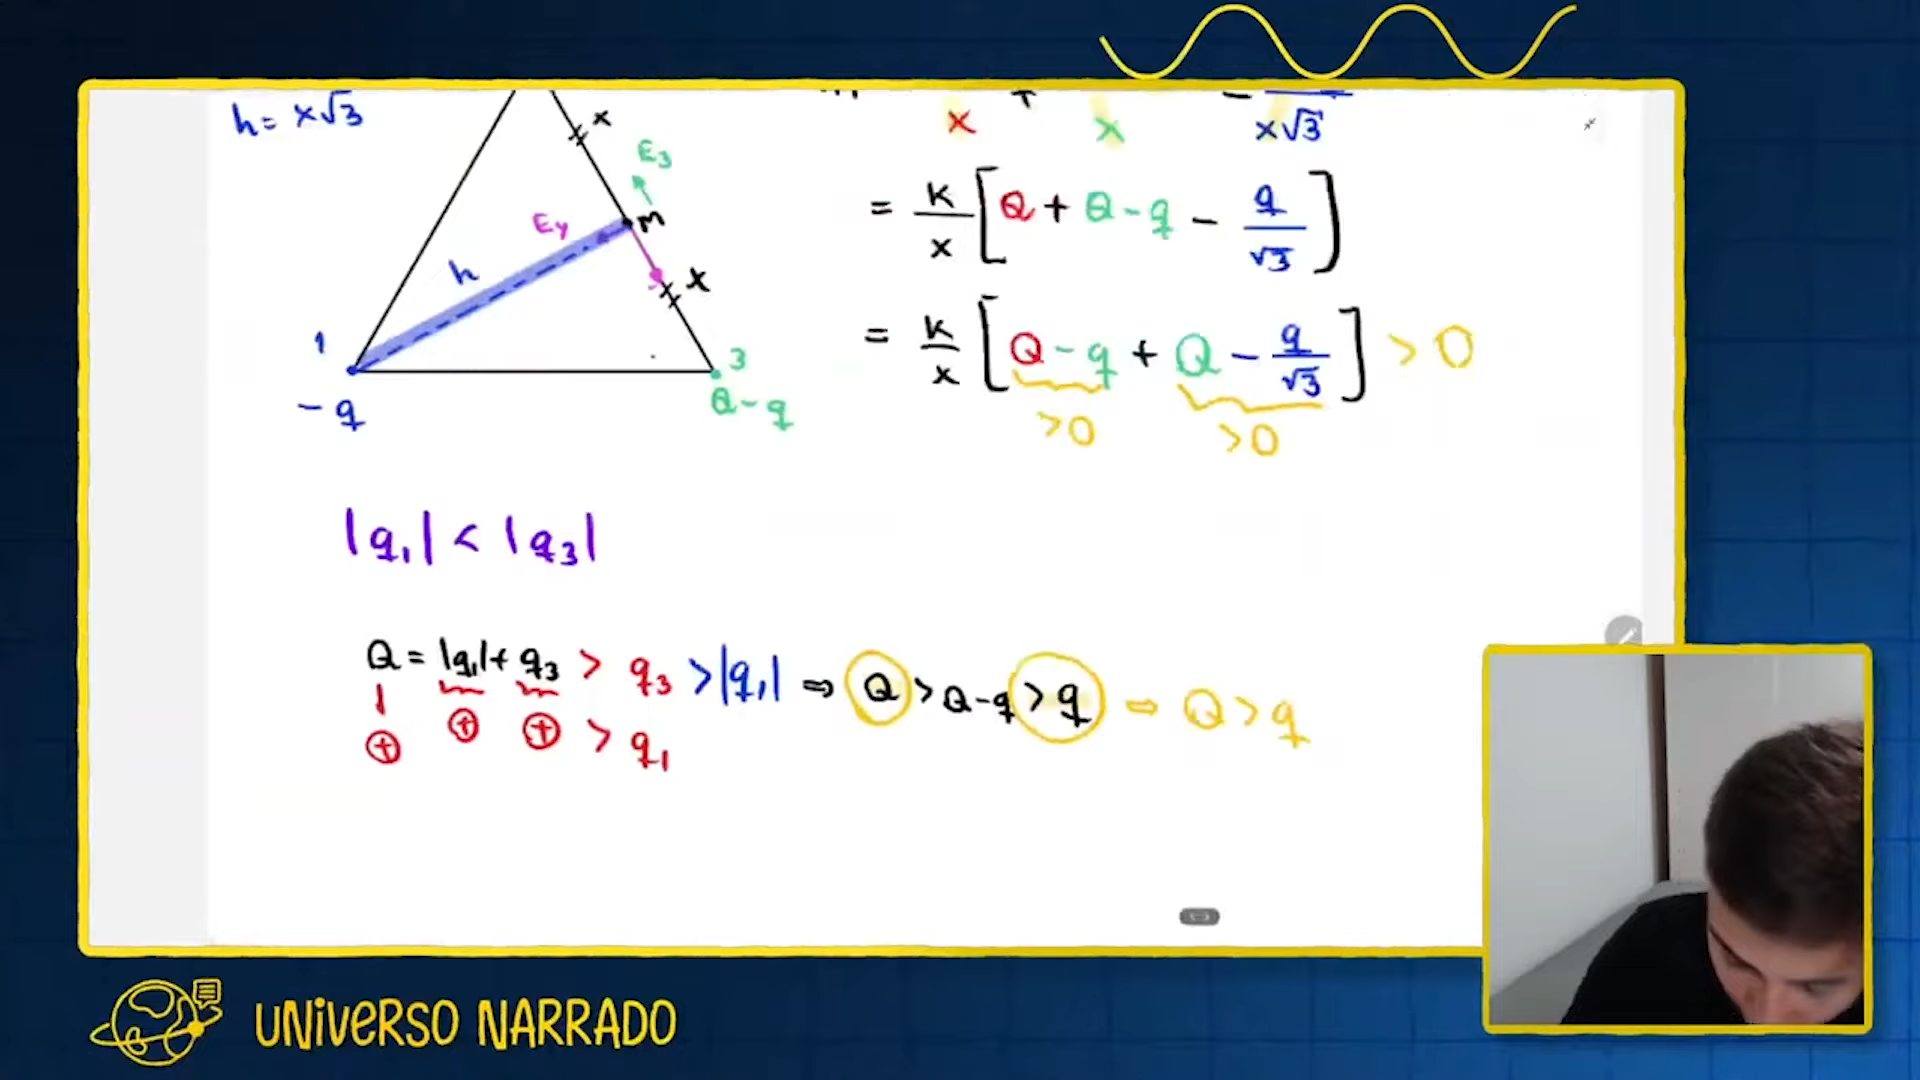 h = x√3
x
E3
Ey
m
h
x
1
-q
3
Q-q
+ -
x x x√3
= K/x [Q + Q - q - q/√3]
= K/x [Q - q + Q - q/√3] > 0
>0 >0
|q1| < |q3|
Q = |q1| + q3 > q3 > |q1| ⇒ Q > Q-q > q ⇒ Q > q
+ + + > q1
UNIVERSO NARRADO